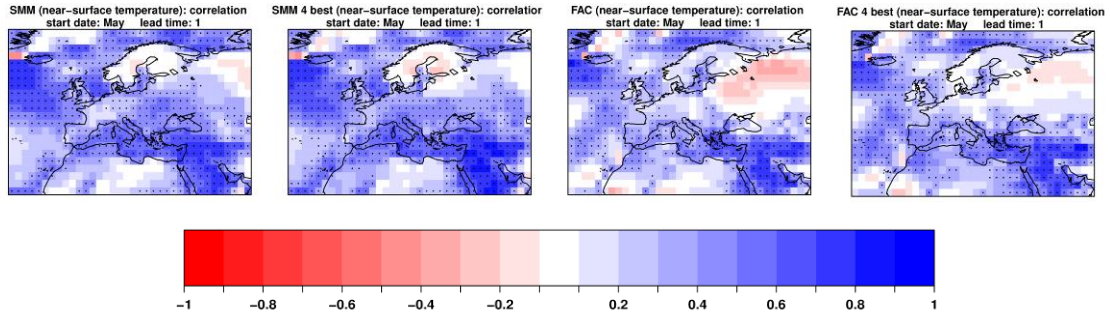 SMM (near-surface temperature): correlation
start date: May lead time: 1
SMM 4 best (near-surface temperature): correlation
start date: May lead time: 1
FAC (near-surface temperature): correlation
start date: May lead time: 1
FAC 4 best (near-surface temperature): correlation
start date: May lead time: 1
-1 -0.8 -0.6 -0.4 -0.2 0.2 0.4 0.6 0.8 1